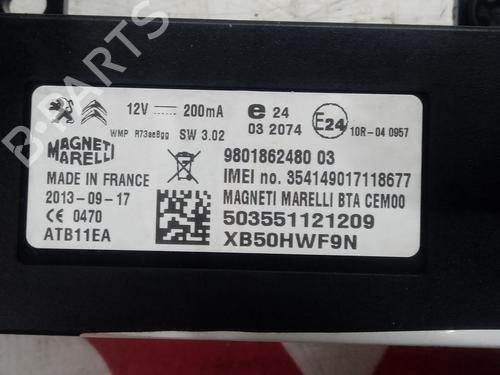 12V 200mA
WMP R73ee8gg SW 3.02
e 24
03 2074
E24
10R-04 0957
MAGNETI
MARELLI
MADE IN FRANCE
2013-09-17
CE 0470
ATB11EA
9801862480 03
IMEI no. 354149017118677
MAGNETI MARELLI BTA CEM00
503551121209
XB50HWF9N
B-PARTS